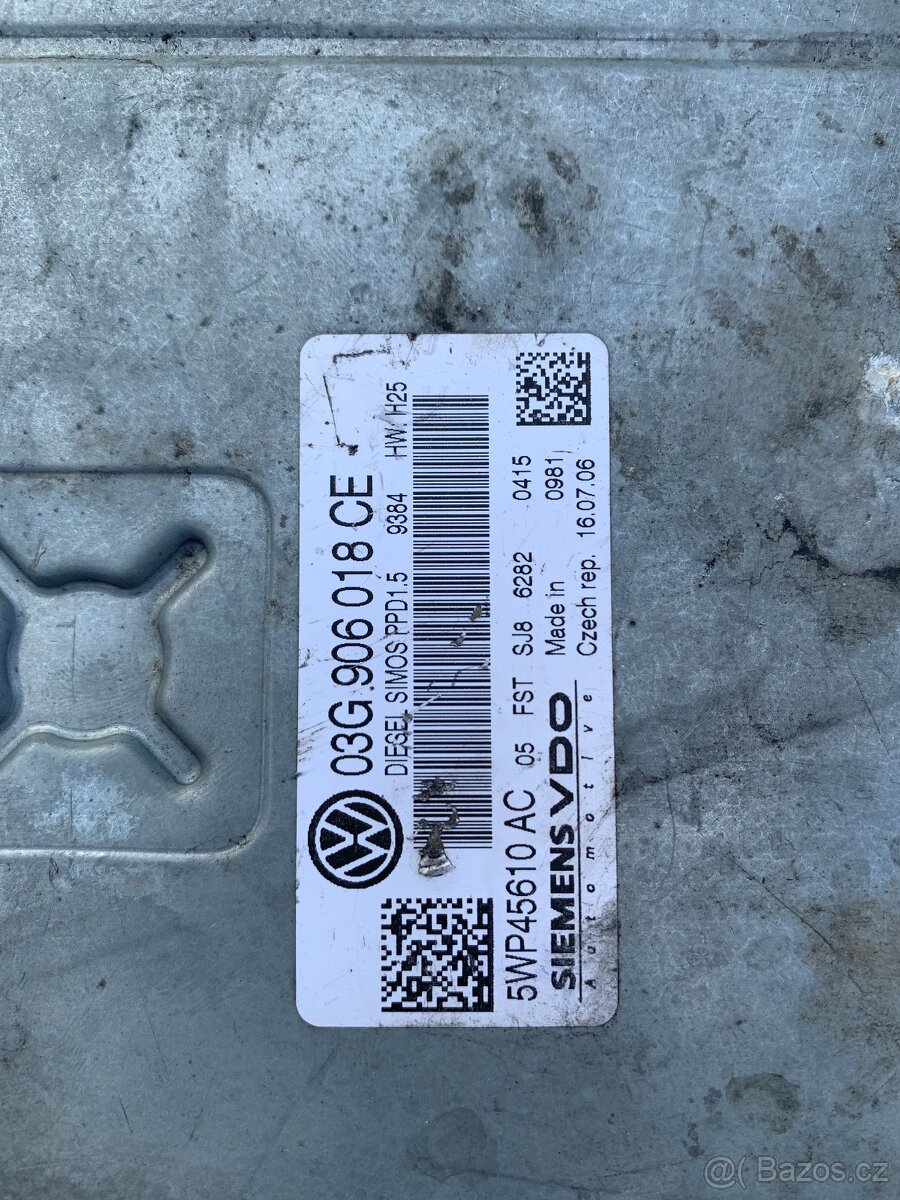 03G 906 018 CE
DIESEL SIMOS PPD1.5 9384 HW: H25
5WP45610 AC 05 FST SJ8 6282 0415
SIEMENS VDO
Automotive
Made in 0981
Czech rep. 16.07.06
@( Bazos.cz